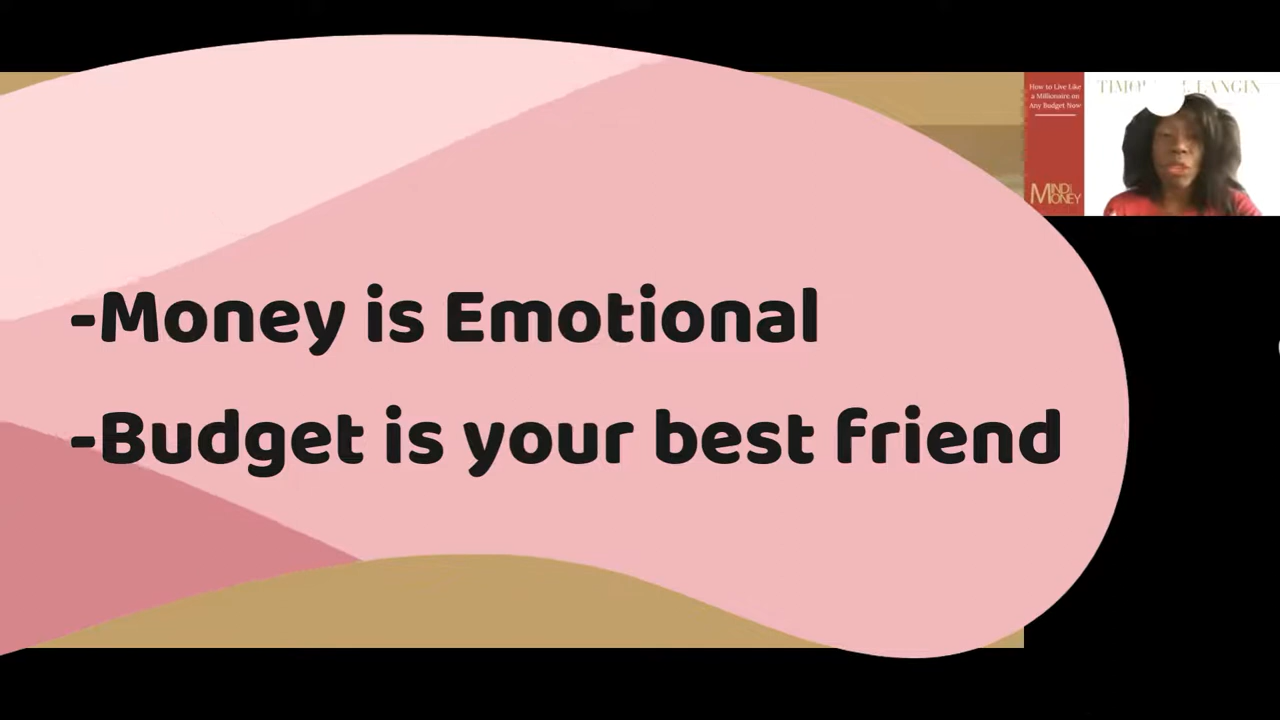 -Money is Emotional
-Budget is your best friend
How to Live Like
a Millionaire on
Any Budget Now
MIND
MONEY
LANGIN